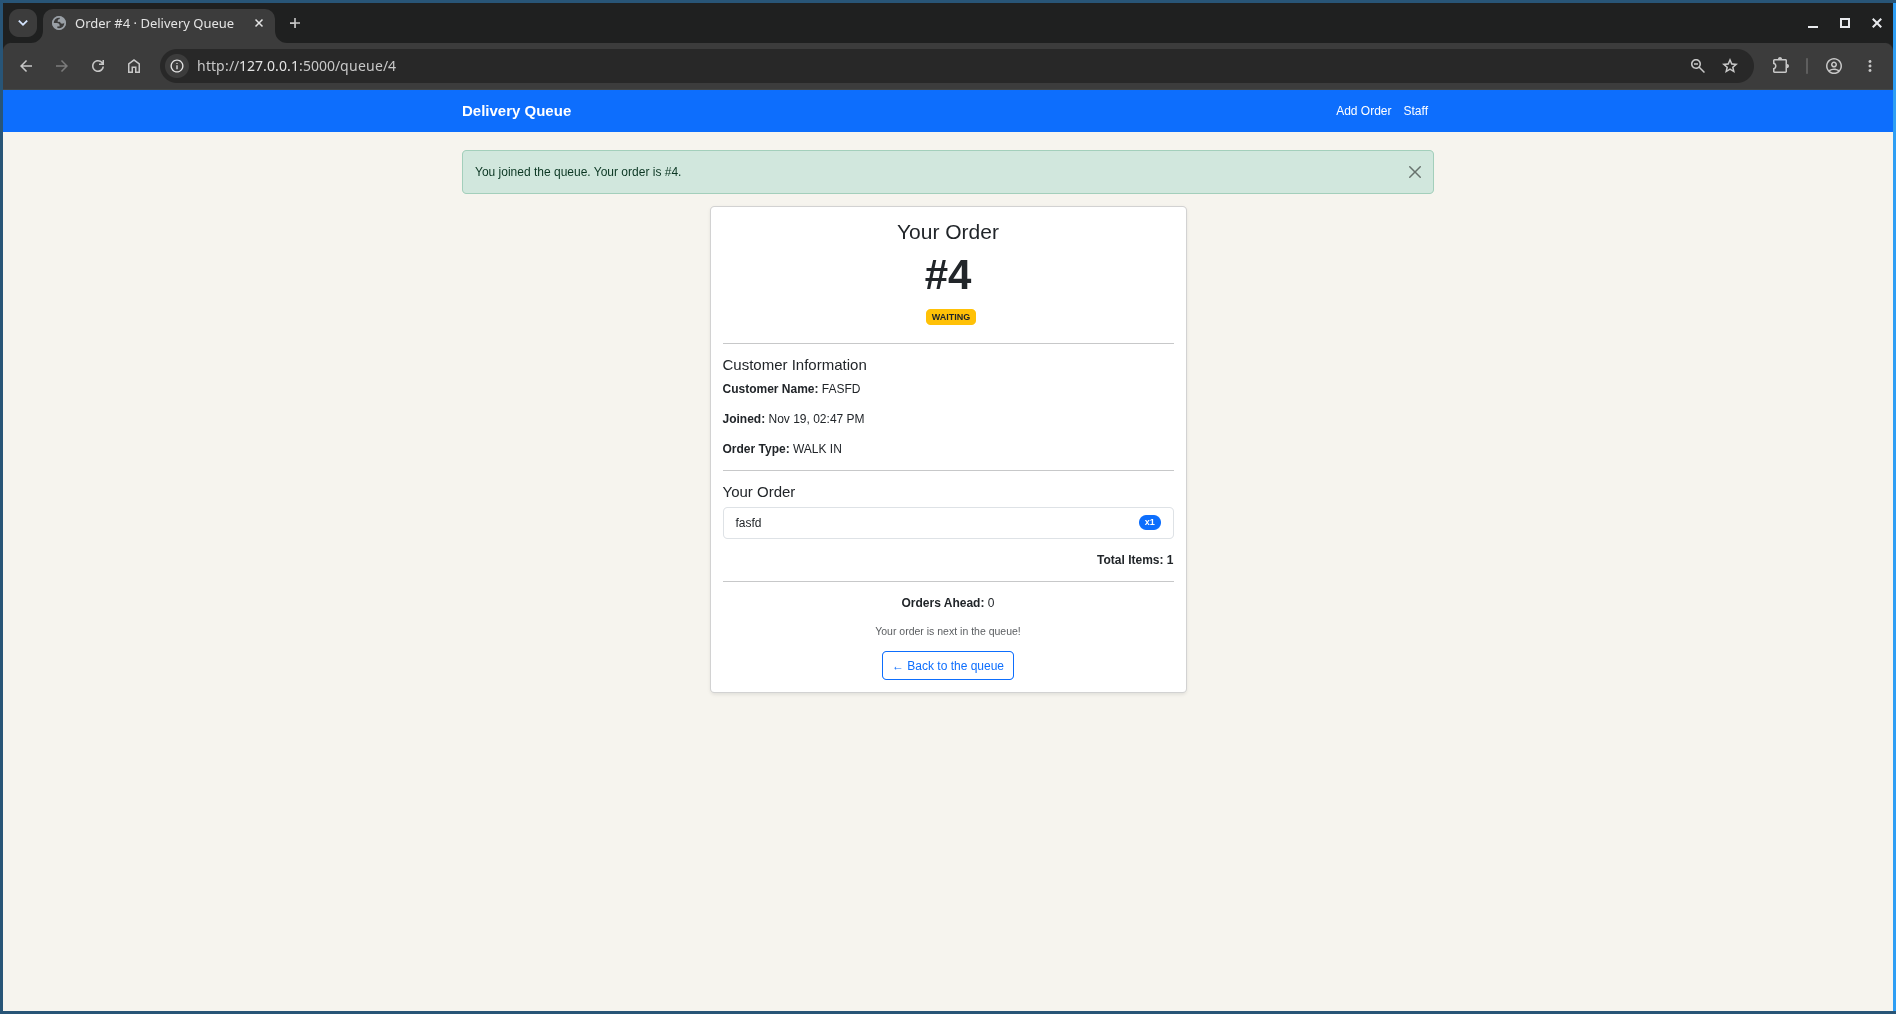 Order #4 · Delivery Queue
http://127.0.0.1:5000/queue/4
Delivery Queue
Add Order
Staff
You joined the queue. Your order is #4.
Your Order
#4
WAITING
Customer Information
Customer Name: FASFD
Joined: Nov 19, 02:47 PM
Order Type: WALK IN
Your Order
fasfd
x1
Total Items: 1
Orders Ahead: 0
Your order is next in the queue!
← Back to the queue